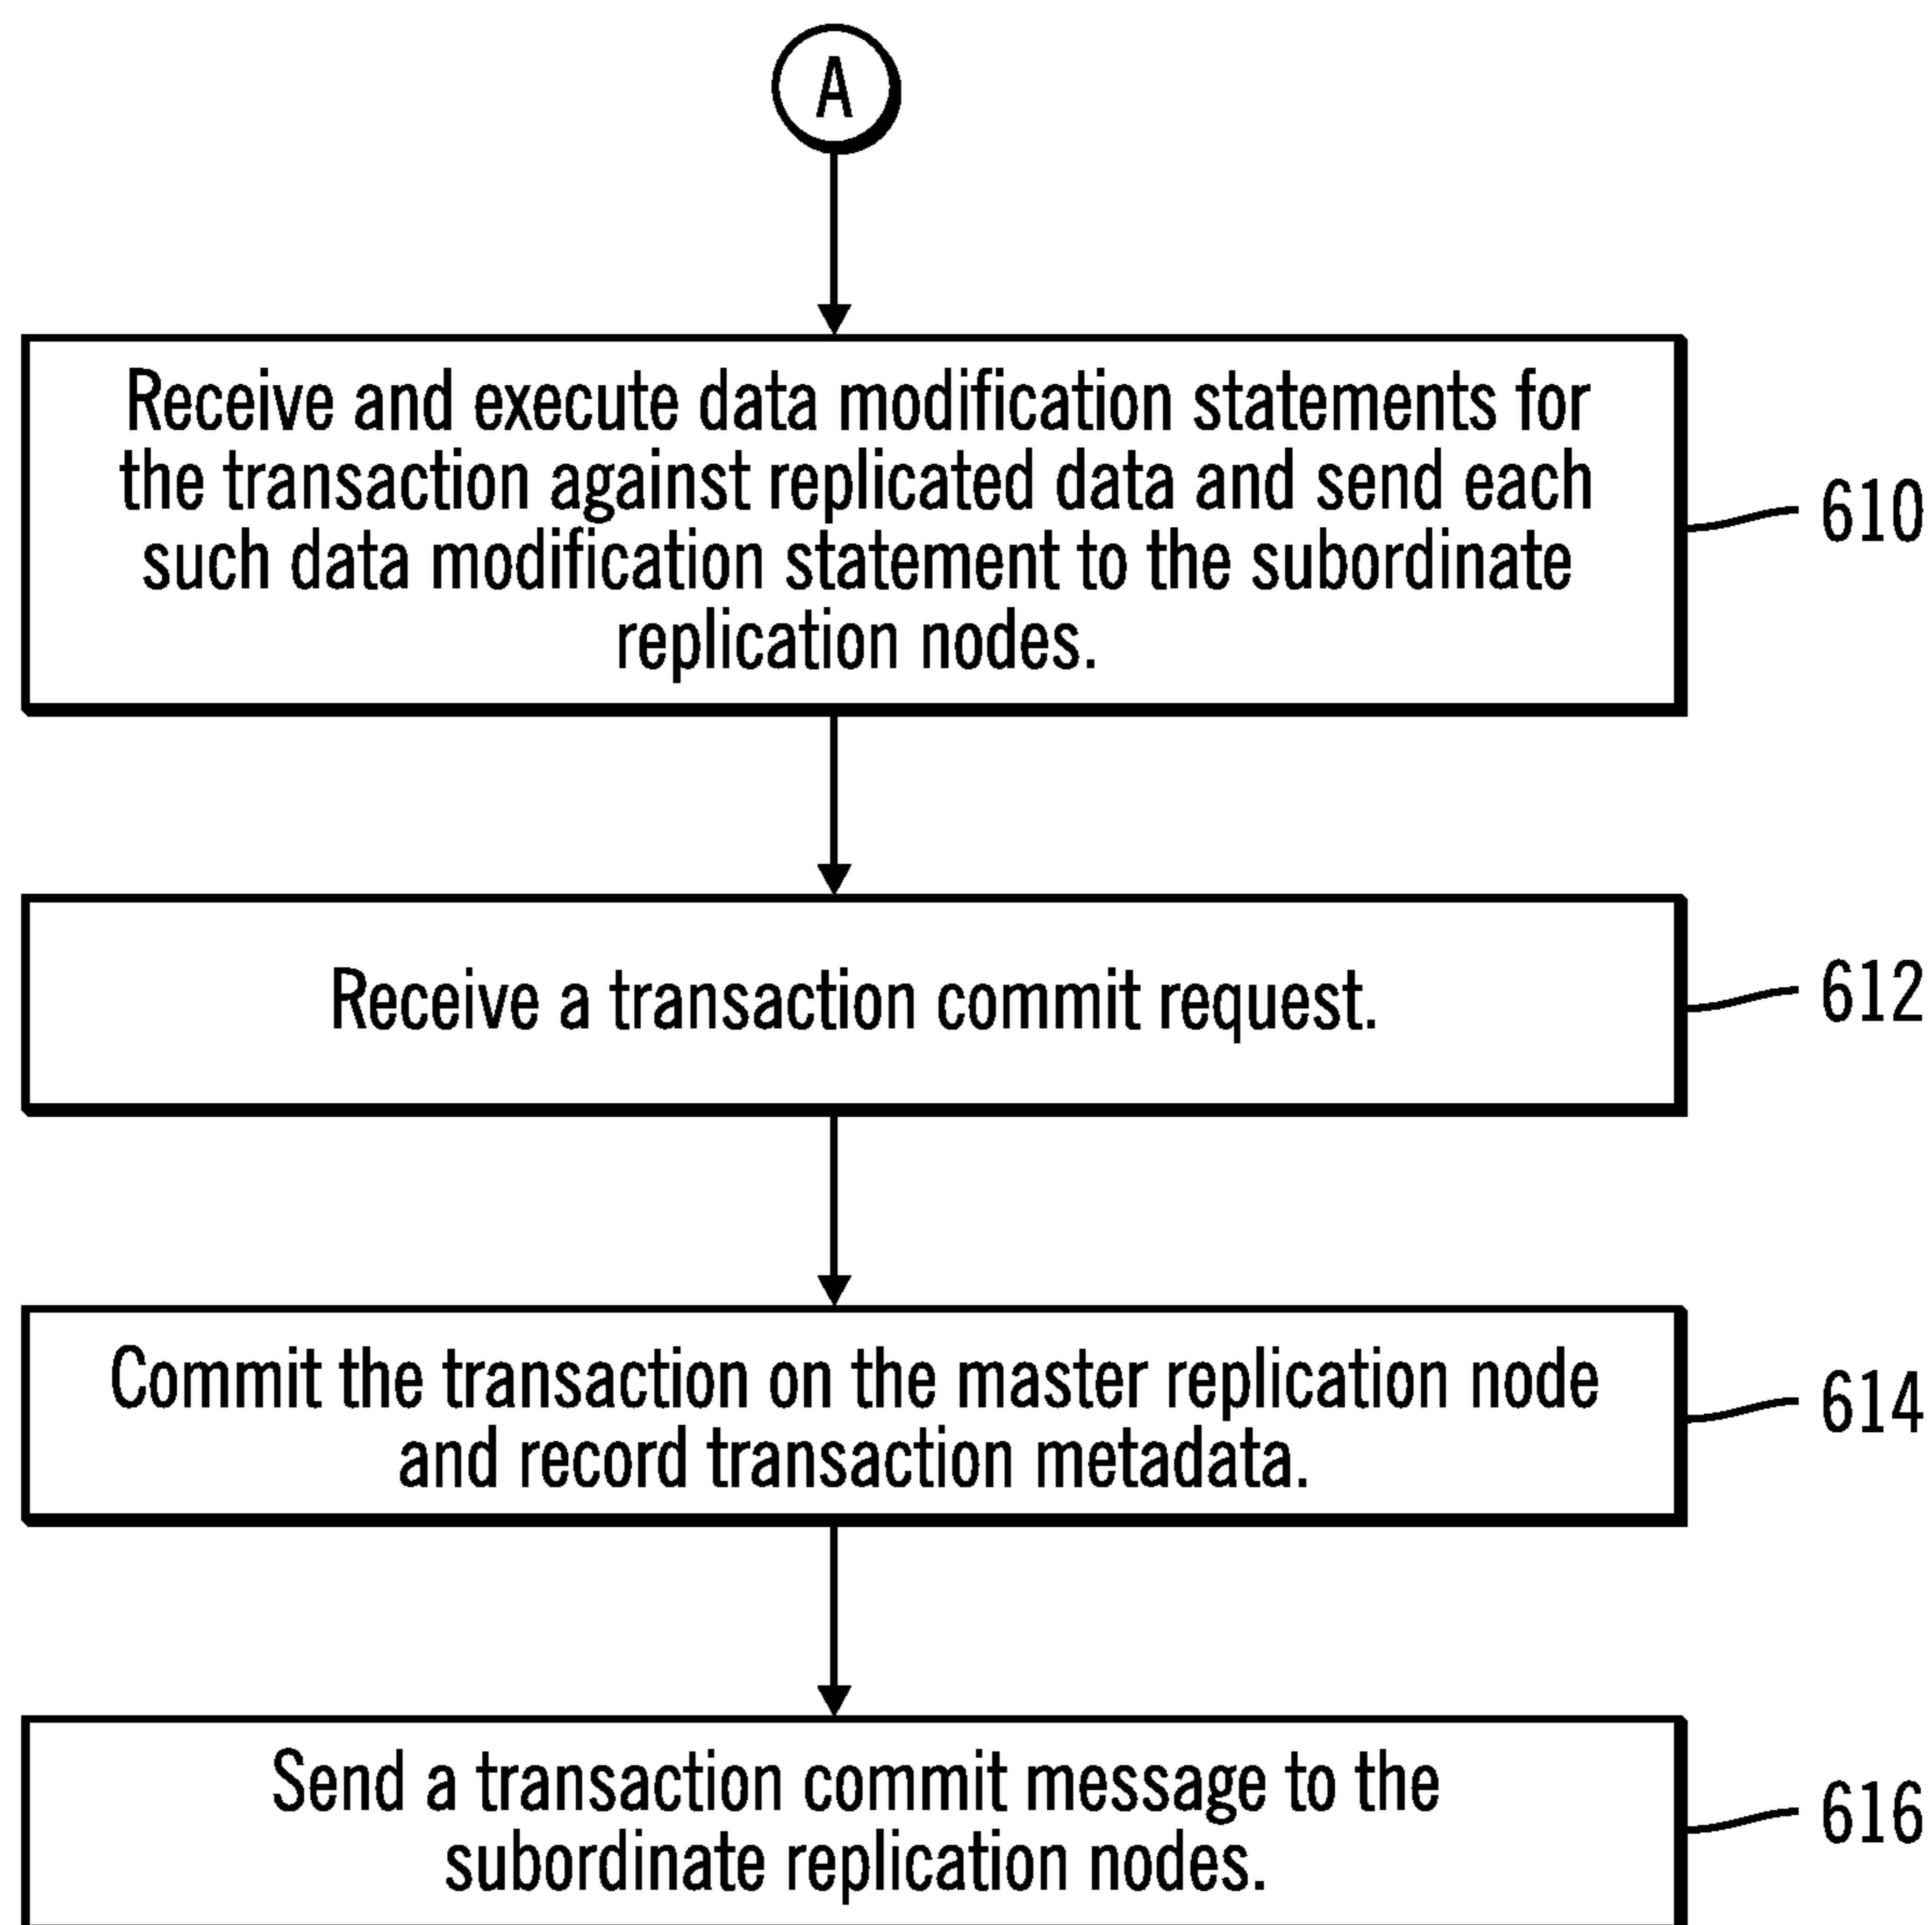 A
Receive and execute data modification statements for
the transaction against replicated data and send each
such data modification statement to the subordinate
replication nodes.
610
Receive a transaction commit request.
612
Commit the transaction on the master replication node
and record transaction metadata.
614
Send a transaction commit message to the
subordinate replication nodes.
616